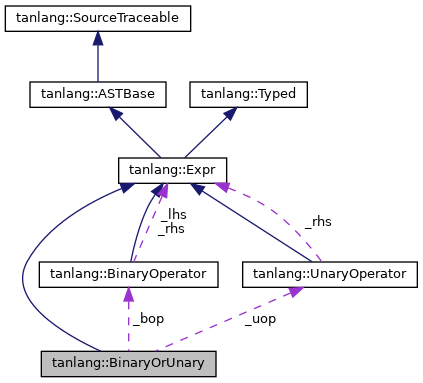 tanlang::SourceTraceable
tanlang::ASTBase
tanlang::Typed
tanlang::Expr
_lhs
_rhs
_rhs
tanlang::BinaryOperator
tanlang::UnaryOperator
_bop
_uop
tanlang::BinaryOrUnary